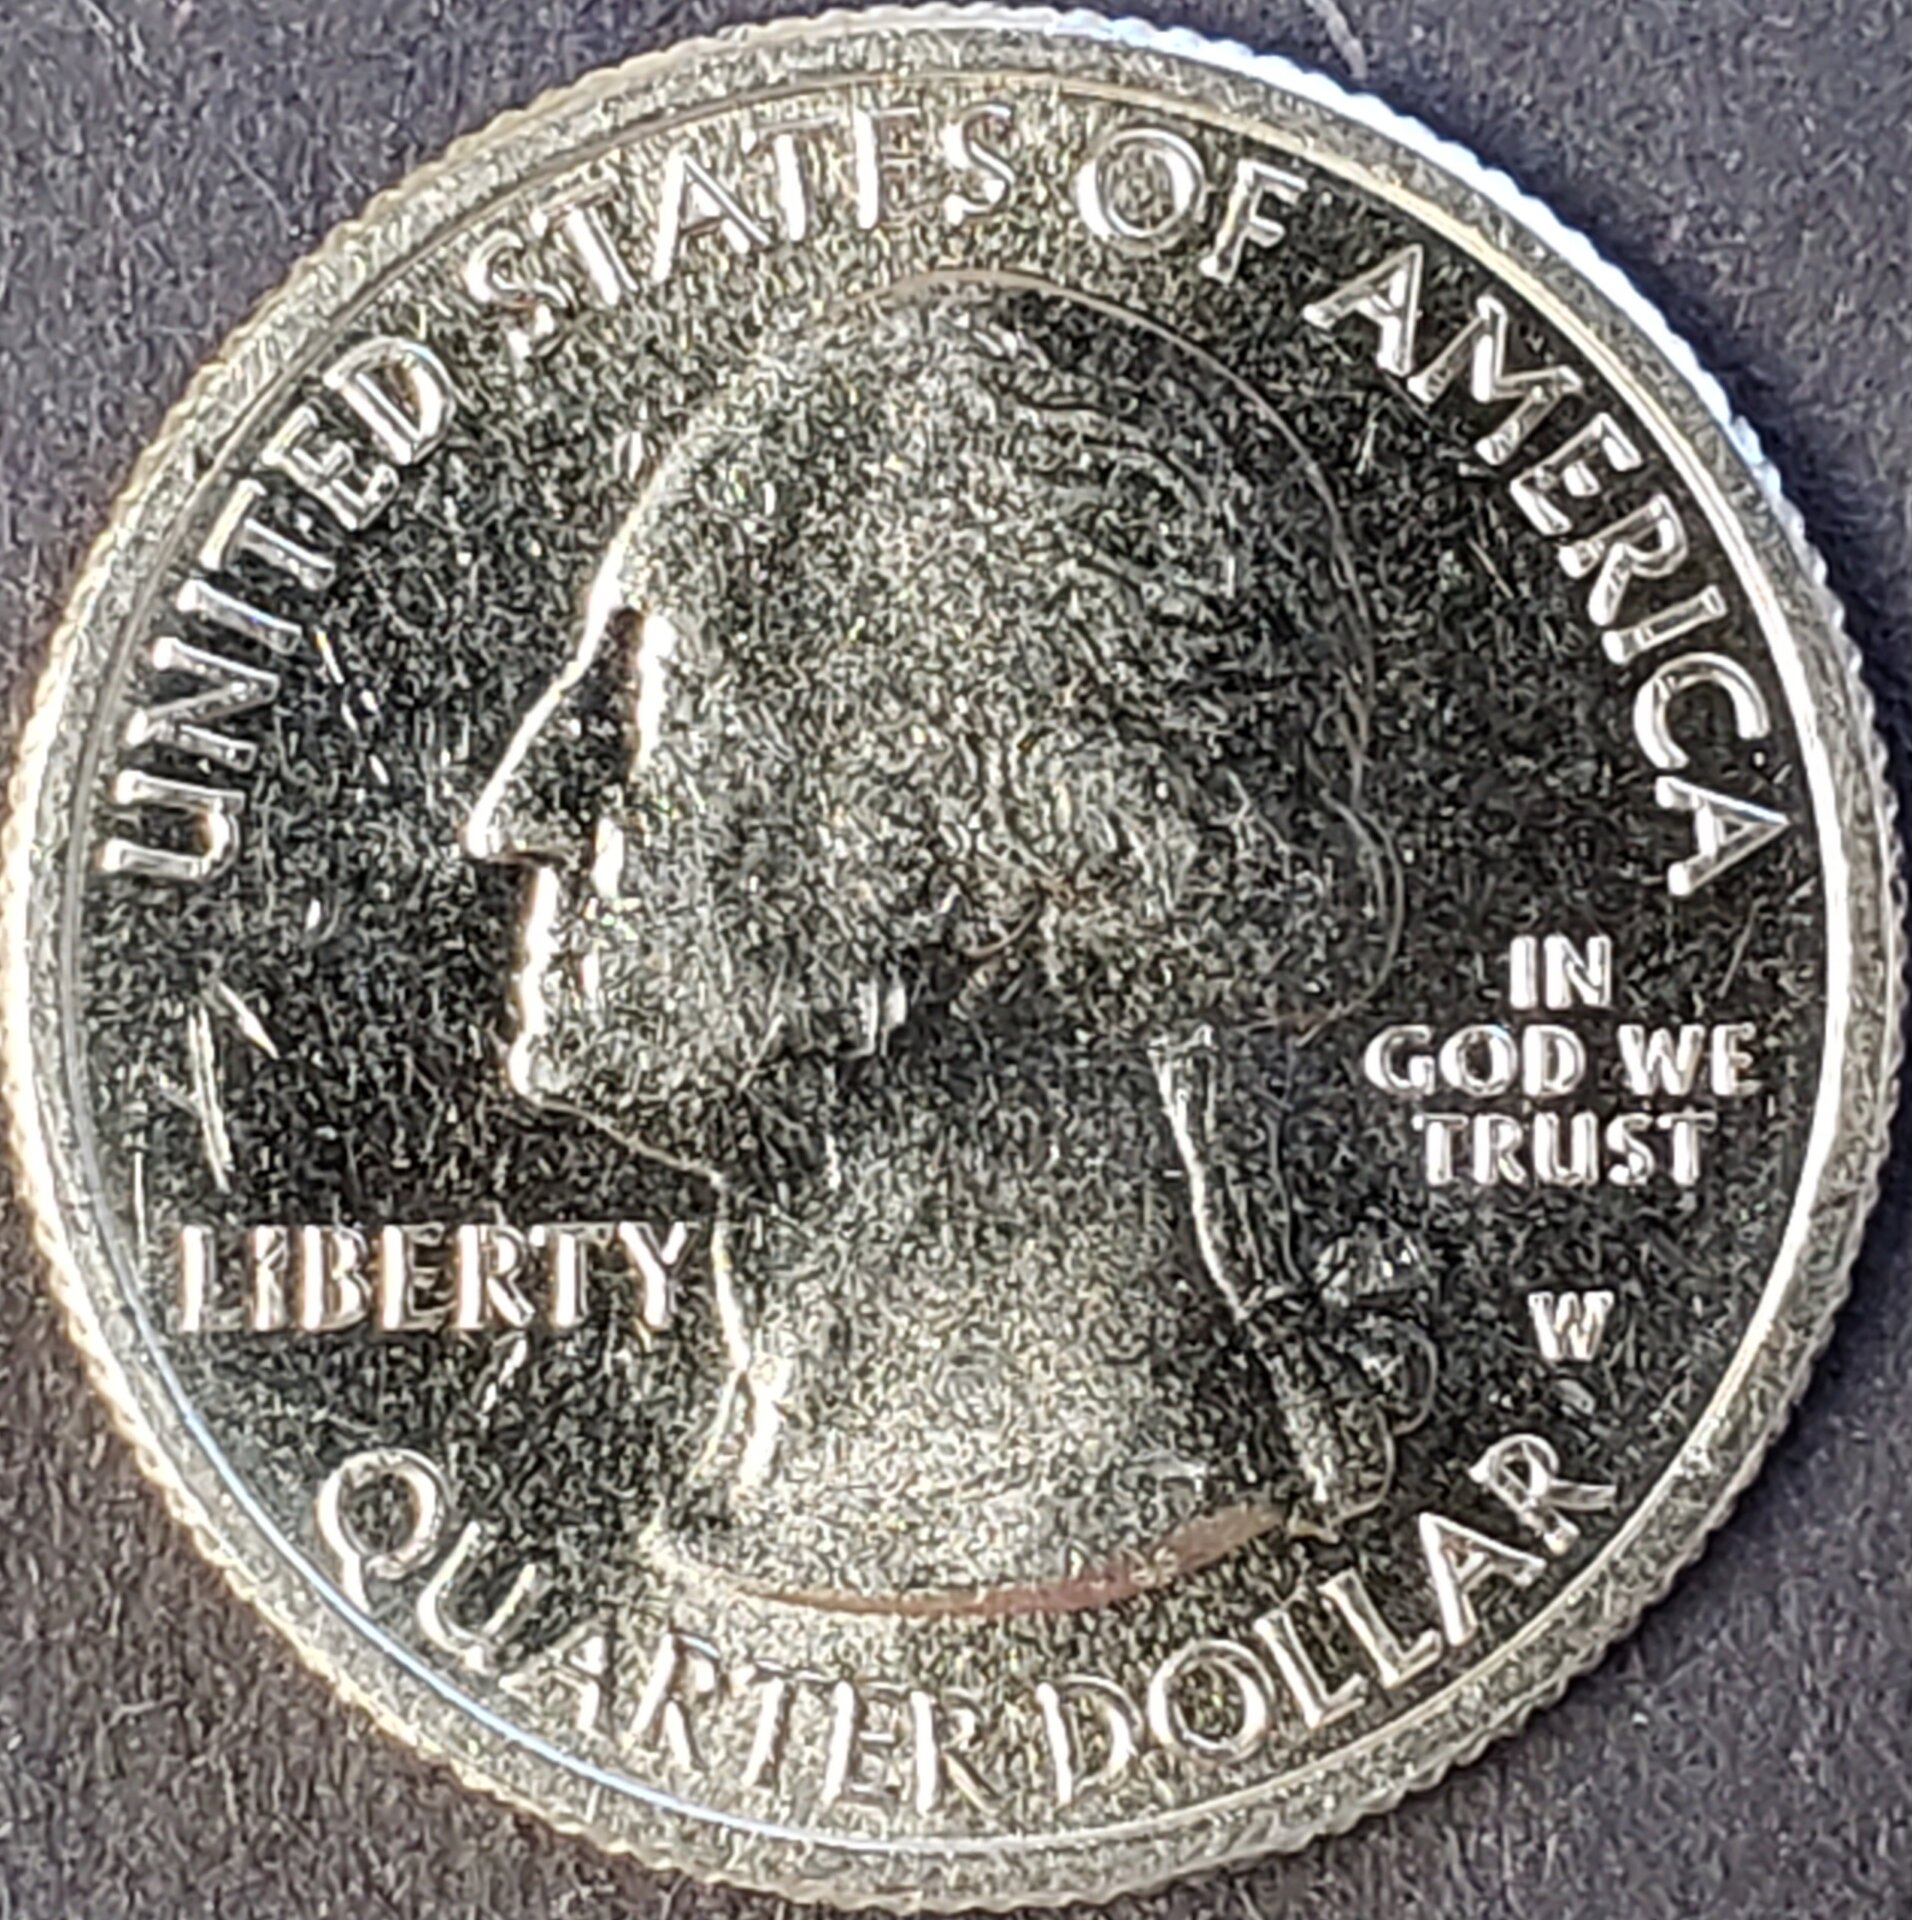 UNITED STATES OF AMERICA
IN
GOD WE
TRUST
LIBERTY
W
QUARTER DOLLAR